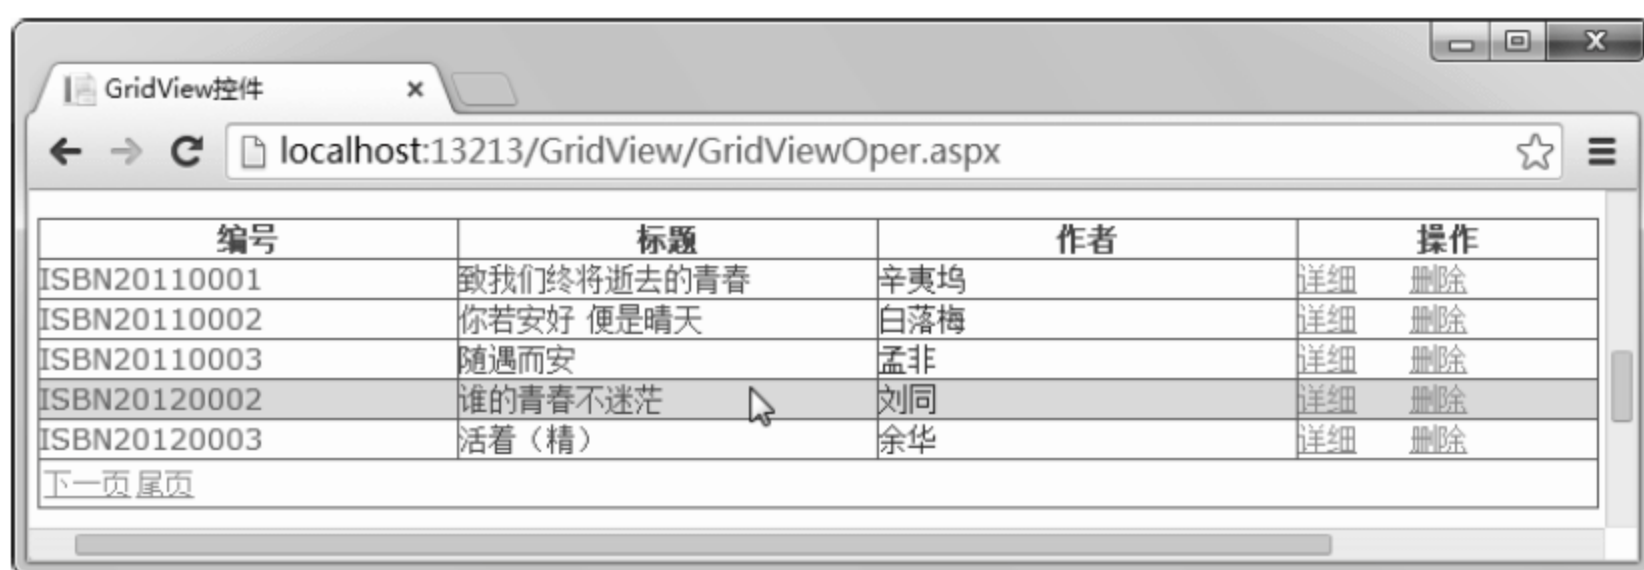 GridView控件
localhost:13213/GridView/GridViewOper.aspx
编号 标题 作者 操作
ISBN20110001 致我们终将逝去的青春 辛夷坞 详细 删除
ISBN20110002 你若安好 便是晴天 白落梅 详细 删除
ISBN20110003 随遇而安 孟非 详细 删除
ISBN20120002 谁的青春不迷茫 刘同 详细 删除
ISBN20120003 活着（精） 余华 详细 删除
下一页 尾页